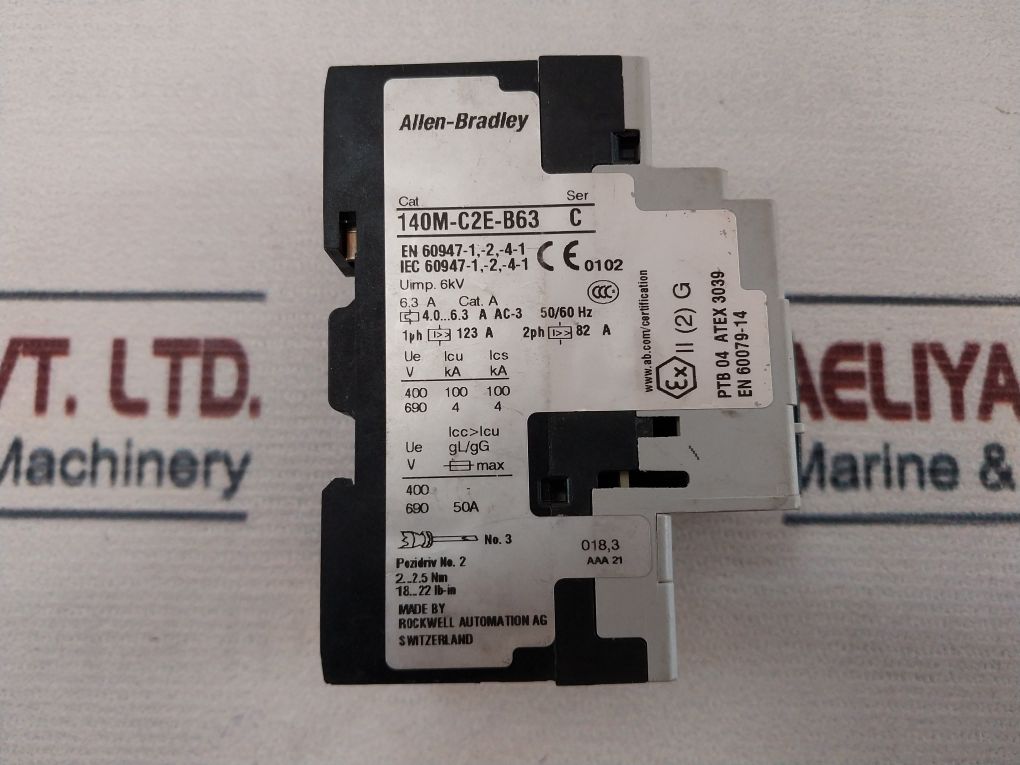 Allen-Bradley
Cat Ser
140M-C2E-B63 C
EN 60947-1,-2,-4-1
IEC 60947-1,-2,-4-1
CE 0102
Uimp. 6kV
CCC
6.3 A Cat. A
4.0...6.3 A AC-3 50/60 Hz
1ph I>> 123 A 2ph I>> 82 A
Ue Icu Ics
V kA kA
400 100 100
690 4 4
Icc>Icu
Ue gL/gG
V max
400 -
690 50A
No. 3
Pozidriv No. 2
2...2.5 Nm
18...22 lb-in
MADE BY
ROCKWELL AUTOMATION AG
SWITZERLAND
018,3
AAA 21
www.ab.com/certification
Ex II (2) G
PTB 04 ATEX 3039
EN 60079-14
VT. LTD.
Machinery
AELIYA
Marine &